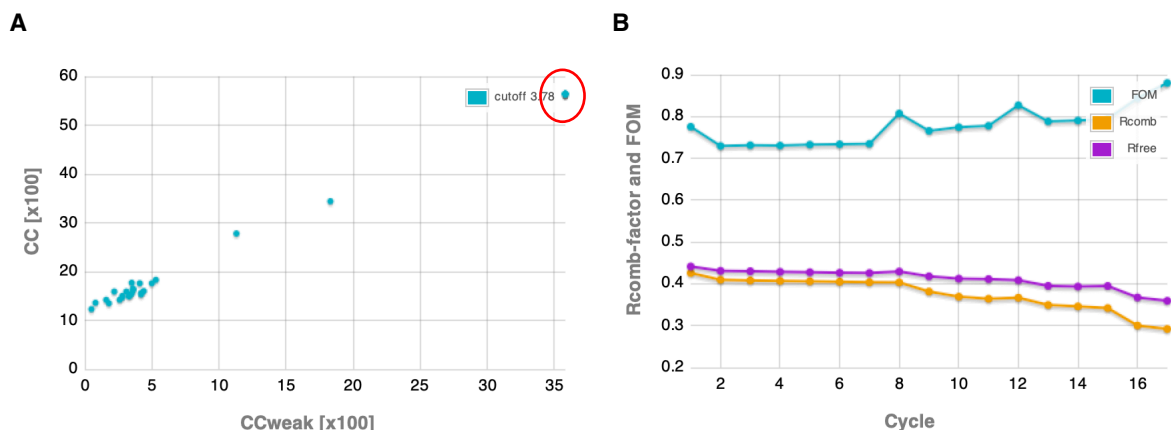 A
CC [x100]
60
50
40
30
20
10
0
cutoff 3.78
0 5 10 15 20 25 30 35
CCweak [x100]
B
Rcomb-factor and FOM
0.9
0.8
0.7
0.6
0.5
0.4
0.3
0.2
FOM
Rcomb
Rfree
2 4 6 8 10 12 14 16
Cycle